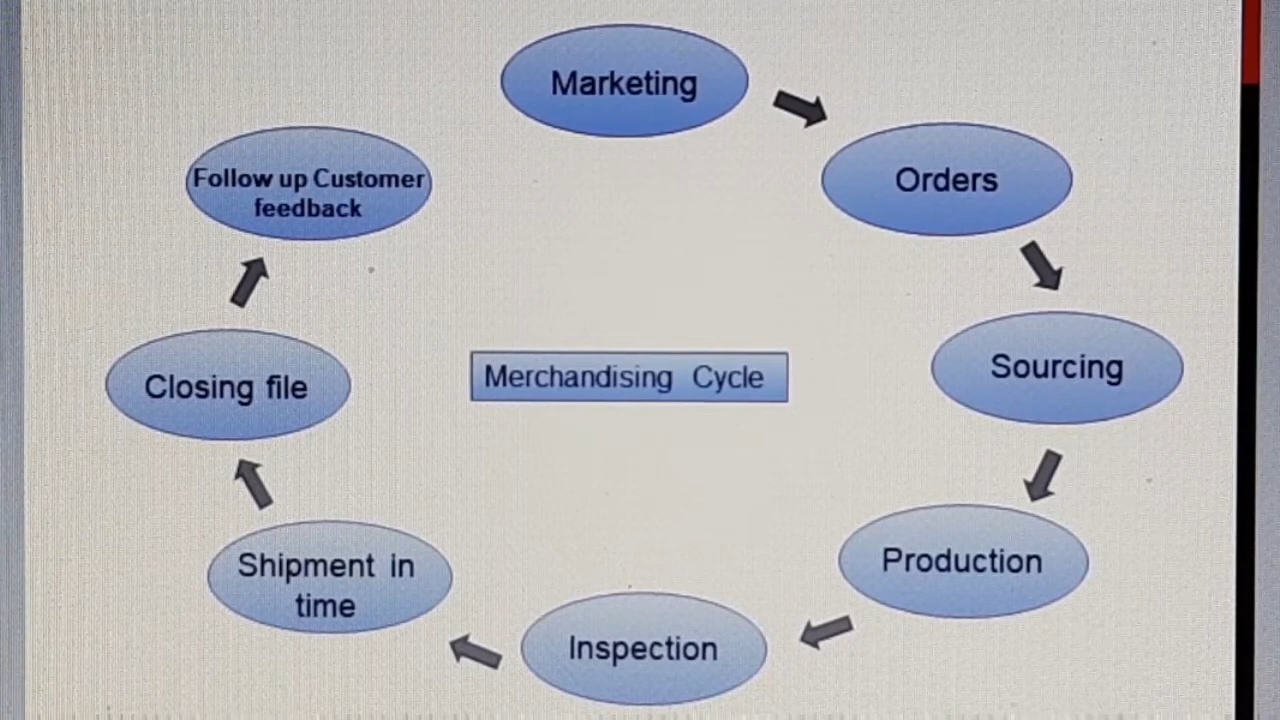 Marketing
Orders
Sourcing
Production
Inspection
Shipment in
time
Closing file
Follow up Customer
feedback
Merchandising Cycle